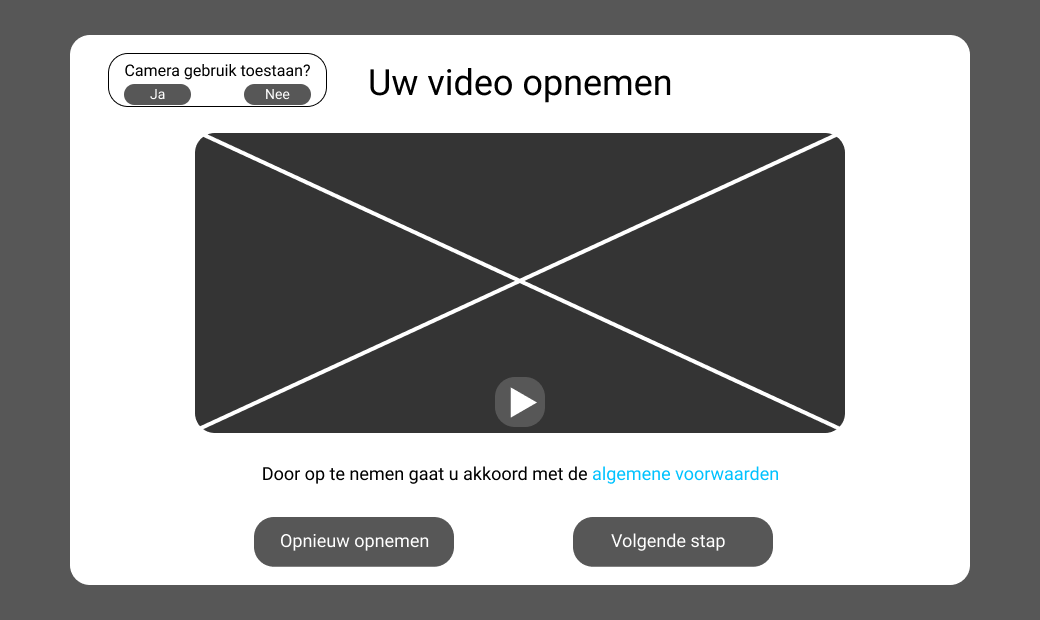 Camera gebruik toestaan?
Ja Nee
Uw video opnemen
Door op te nemen gaat u akkoord met de algemene voorwaarden
Opnieuw opnemen
Volgende stap